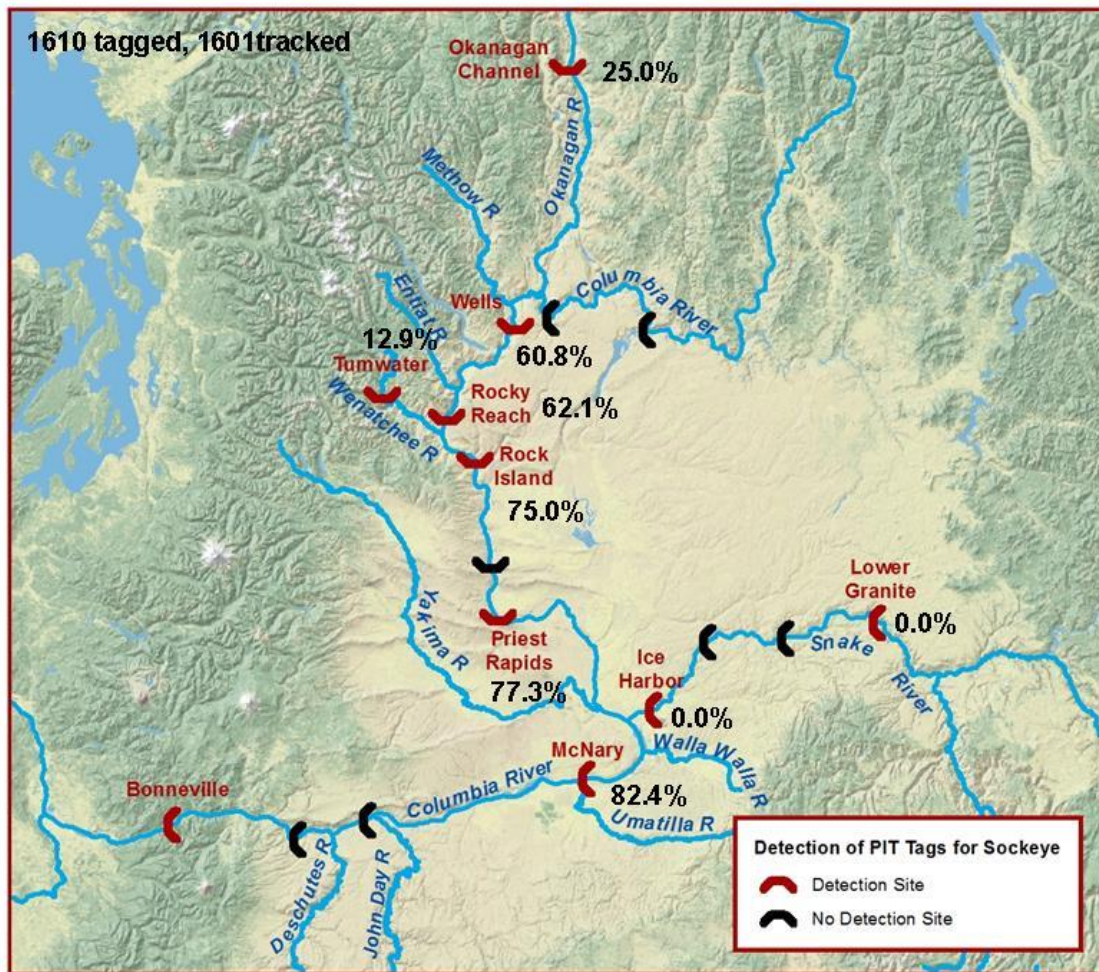 1610 tagged, 1601tracked
Okanagan
Channel
25.0%
Okanagan R
Methow R
Columbia River
Entiat R
Wells
60.8%
12.9%
Tumwater
Wenatchee R
Rocky
Reach
62.1%
Rock
Island
75.0%
Yakima R
Priest
Rapids
77.3%
Lower
Granite
0.0%
Snake
River
Ice
Harbor
0.0%
Walla Walla R
McNary
82.4%
Umatilla R
Columbia River
Bonneville
Deschutes R
John Day R
Detection of PIT Tags for Sockeye
Detection Site
No Detection Site